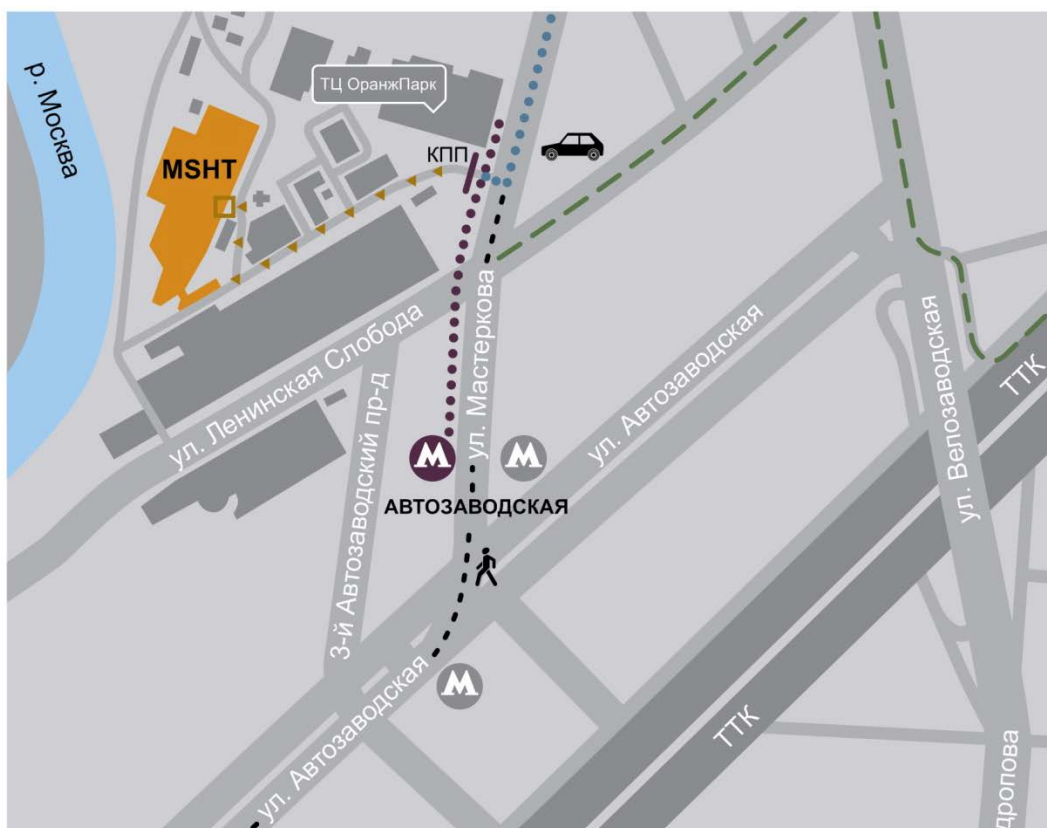 р. Москва
ТЦ ОранжПарк
КПП
MSHT
ул. Ленинская Слобода
ул. Мастеркова
3-й Автозаводский пр-д
М
М
АВТОЗАВОДСКАЯ
ул. Автозаводская
ул. Велозаводская
ТТК
М
ул. Автозаводская
ТТК
дропова